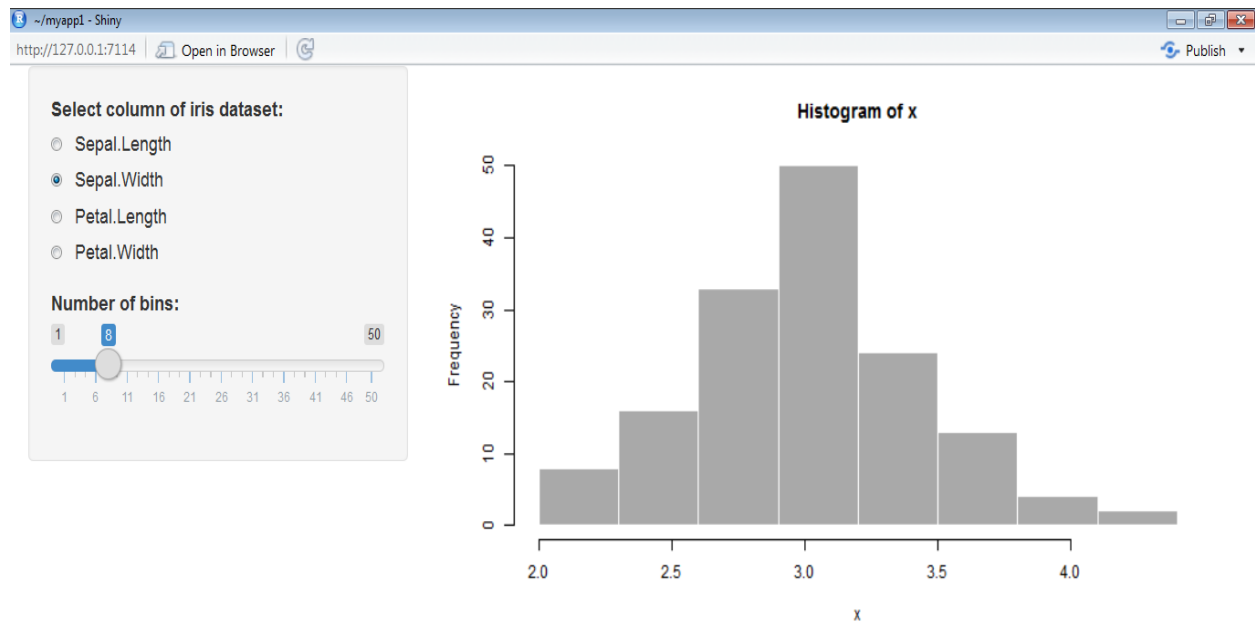 ~/myapp1 - Shiny
http://127.0.0.1:7114
Open in Browser
Publish
Select column of iris dataset:
Sepal.Length
Sepal.Width
Petal.Length
Petal.Width
Number of bins:
1 8 50
1 6 11 16 21 26 31 36 41 46 50
Histogram of x
Frequency
50
40
30
20
10
0
2.0 2.5 3.0 3.5 4.0
x